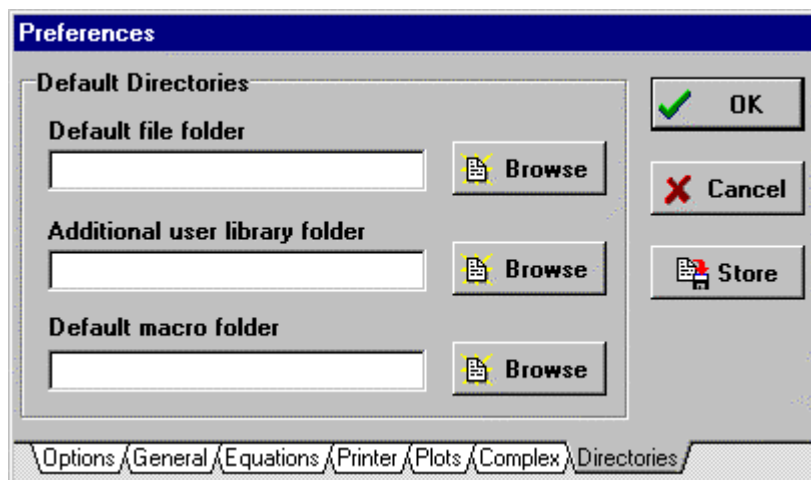 Preferences
Default Directories
Default file folder
Browse
Additional user library folder
Browse
Default macro folder
Browse
OK
Cancel
Store
Options General Equations Printer Plots Complex Directories